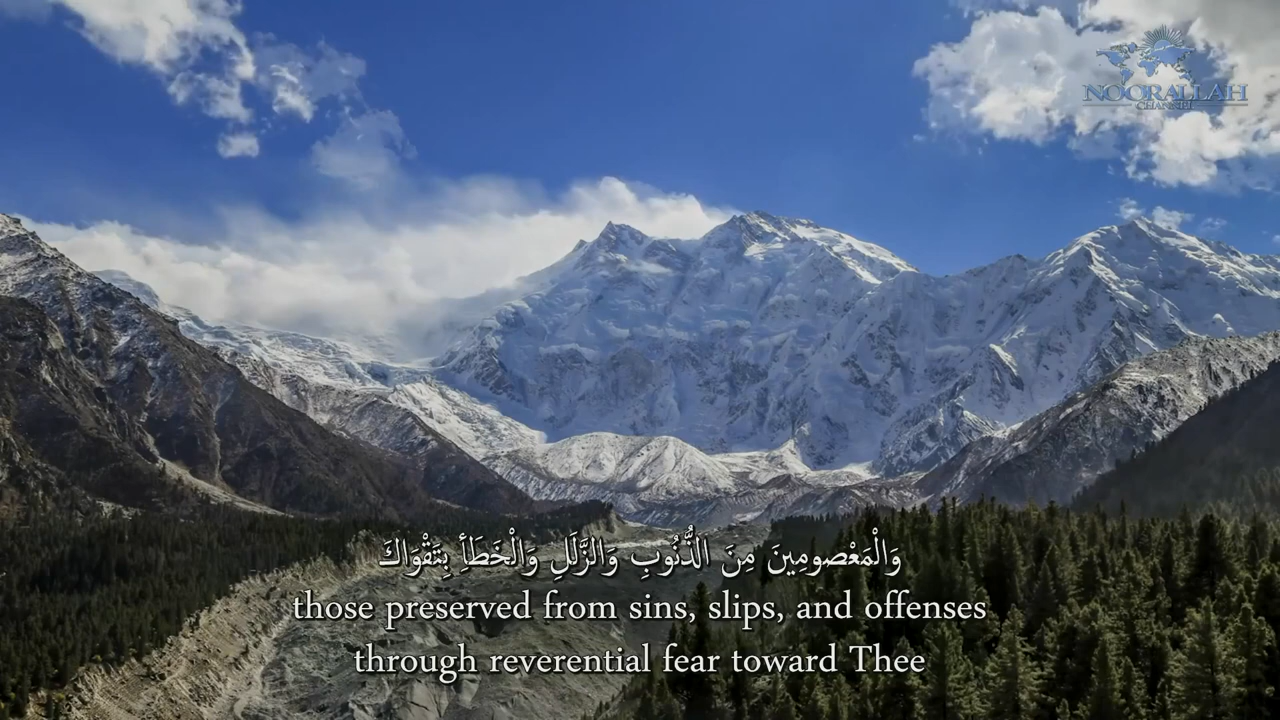 NOORALLAH
CHANNEL
وَالْمَعْصُومِينَ مِنَ الذُّنُوبِ وَالزَّلَلِ وَالْخَطَأِ بِتَقْوَاكَ
those preserved from sins, slips, and offenses
through reverential fear toward Thee